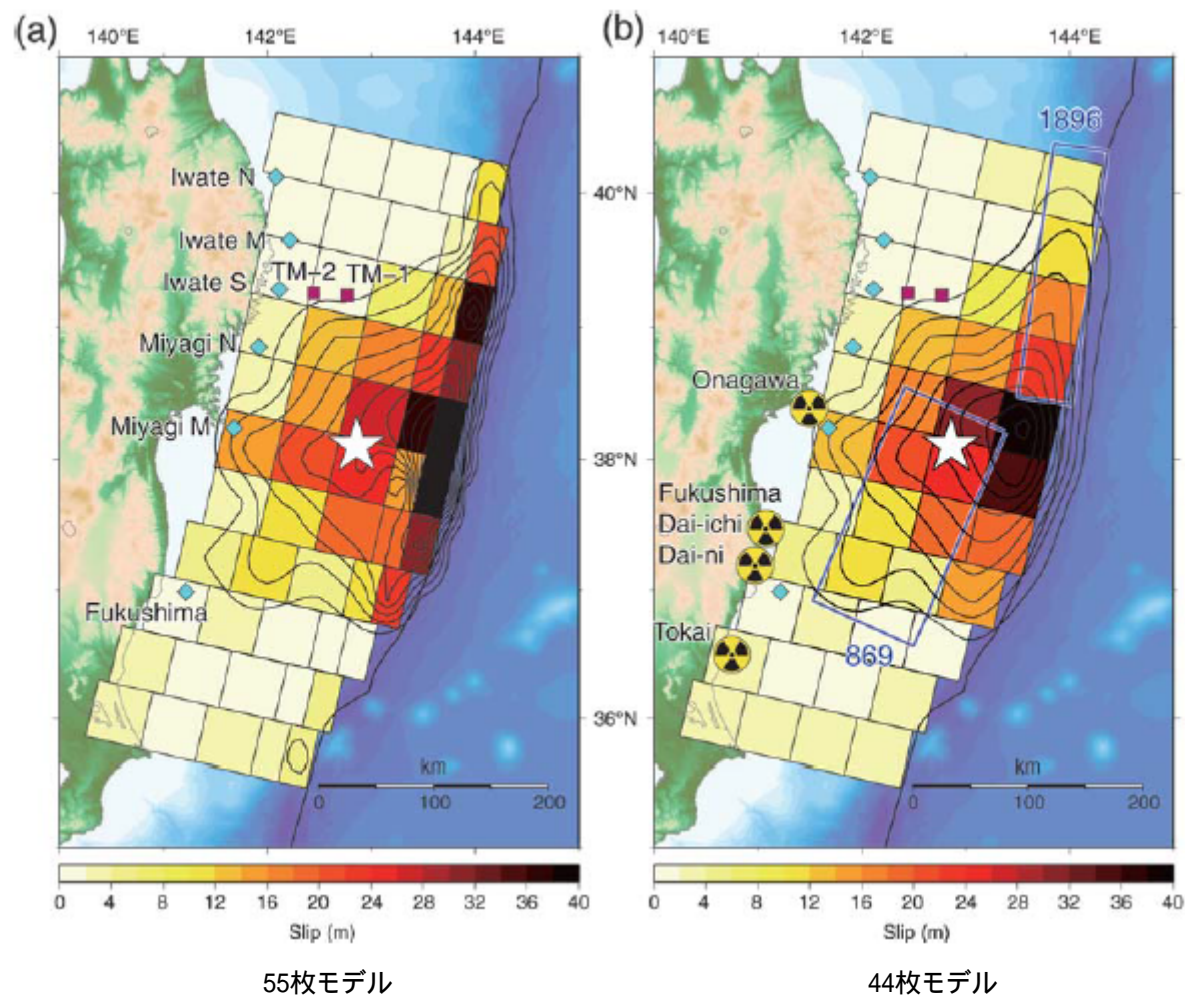 (a)
140°E 142°E 144°E
Iwate N
Iwate M
TM-2 TM-1
Iwate S
Miyagi N
Miyagi M
Fukushima
km
0 100 200
0 4 8 12 16 20 24 28 32 36 40
Slip (m)
55枚モデル
40°N
38°N
36°N
(b)
140°E 142°E 144°E
1896
Onagawa
Fukushima
Dai-ichi
Dai-ni
Tokai
869
km
0 100 200
0 4 8 12 16 20 24 28 32 36 40
Slip (m)
44枚モデル